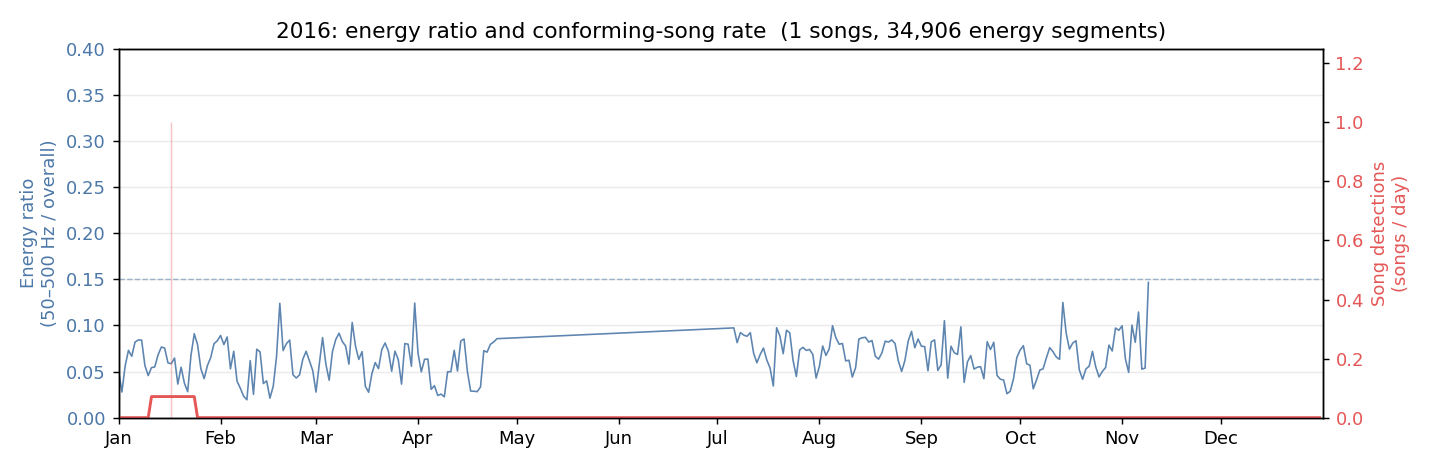 2016: energy ratio and conforming-song rate  (1 songs, 34,906 energy segments)
Energy ratio
(50–500 Hz / overall)
0.40
0.35
0.30
0.25
0.20
0.15
0.10
0.05
0.00
Jan
Feb
Mar
Apr
May
Jun
Jul
Aug
Sep
Oct
Nov
Dec
1.2
1.0
0.8
0.6
0.4
0.2
0.0
Song detections
(songs / day)